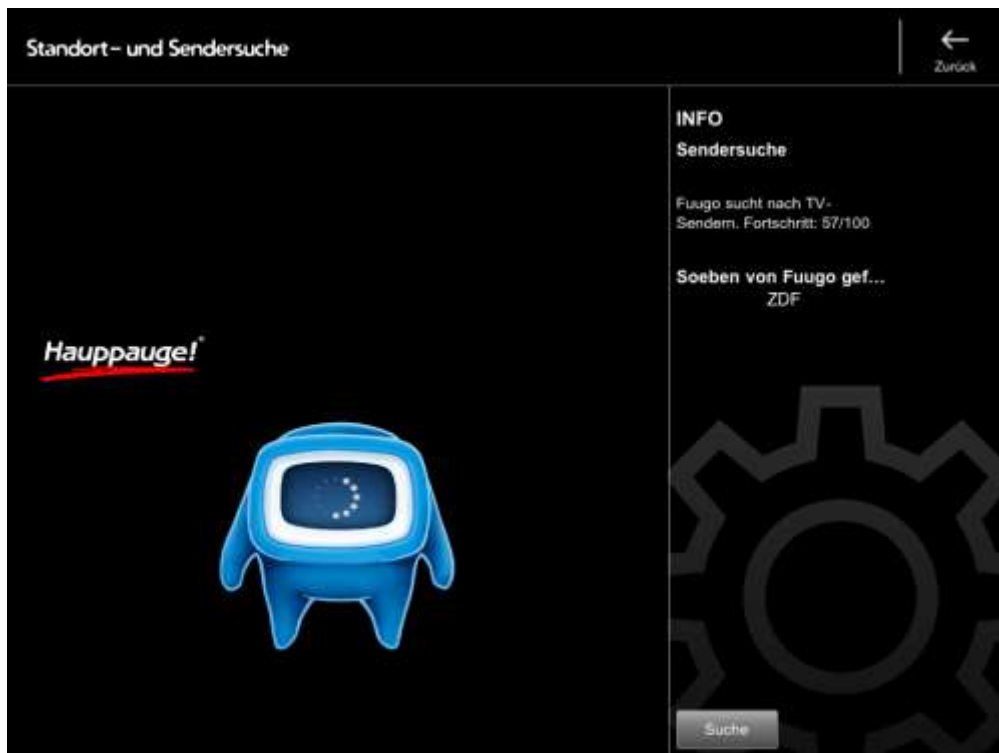 Standort- und Sendersuche
Zurück
INFO
Sendersuche
Fuugo sucht nach TV-
Sendern. Fortschritt: 57/100
Soeben von Fuugo gef...
ZDF
Hauppauge!
Suche